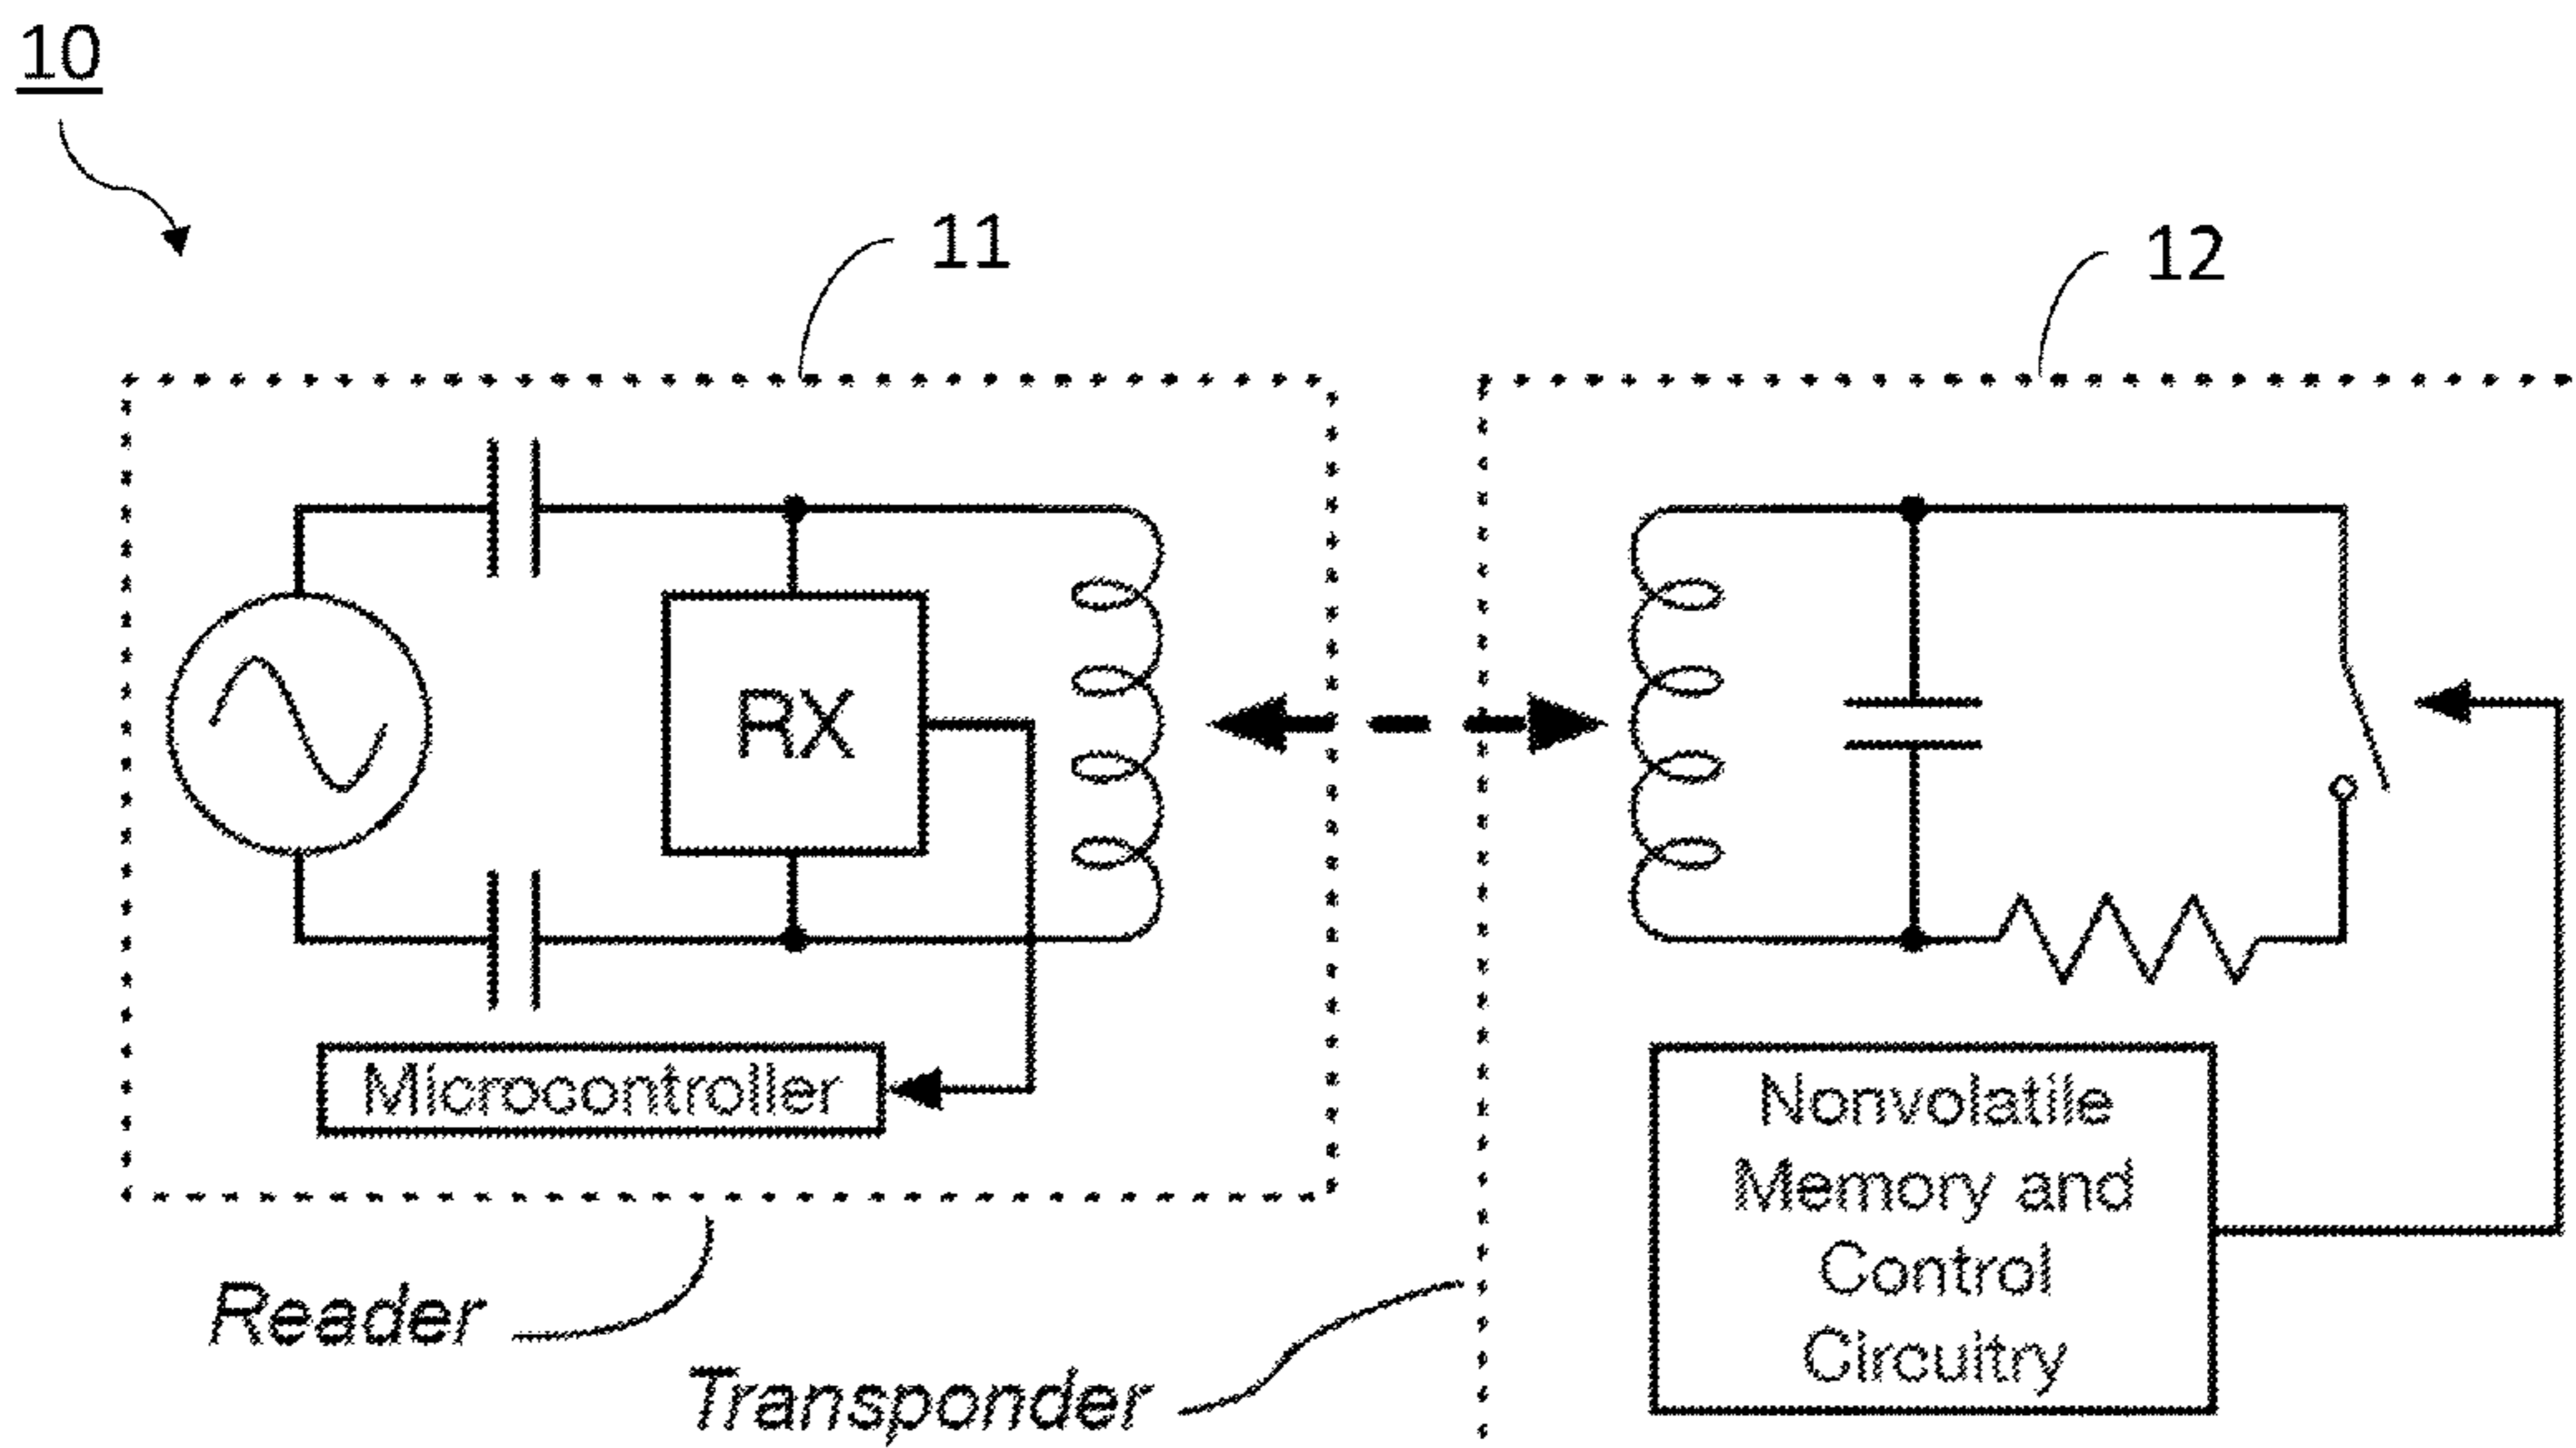 10
11
12
RX
Microcontroller
Nonvolatile
Memory and
Control
Circuitry
Reader
Transponder